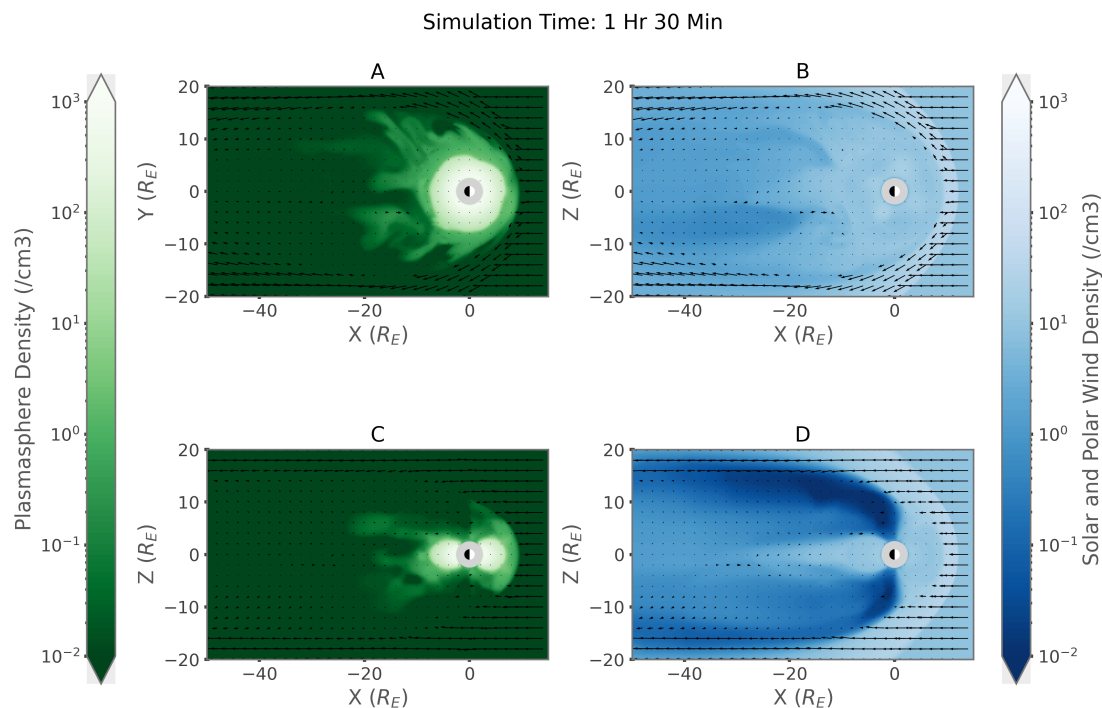 Simulation Time: 1 Hr 30 Min
A
B
20
10
0
−10
−20
−40
−20
0
X (R_E)
Y (R_E)
20
10
0
−10
−20
−40
−20
0
X (R_E)
Z (R_E)
C
D
20
10
0
−10
−20
−40
−20
0
X (R_E)
Z (R_E)
20
10
0
−10
−20
−40
−20
0
X (R_E)
Z (R_E)
10³
10²
10¹
10⁰
10⁻¹
10⁻²
Plasmasphere Density (/cm3)
10³
10²
10¹
10⁰
10⁻¹
10⁻²
Solar and Polar Wind Density (/cm3)